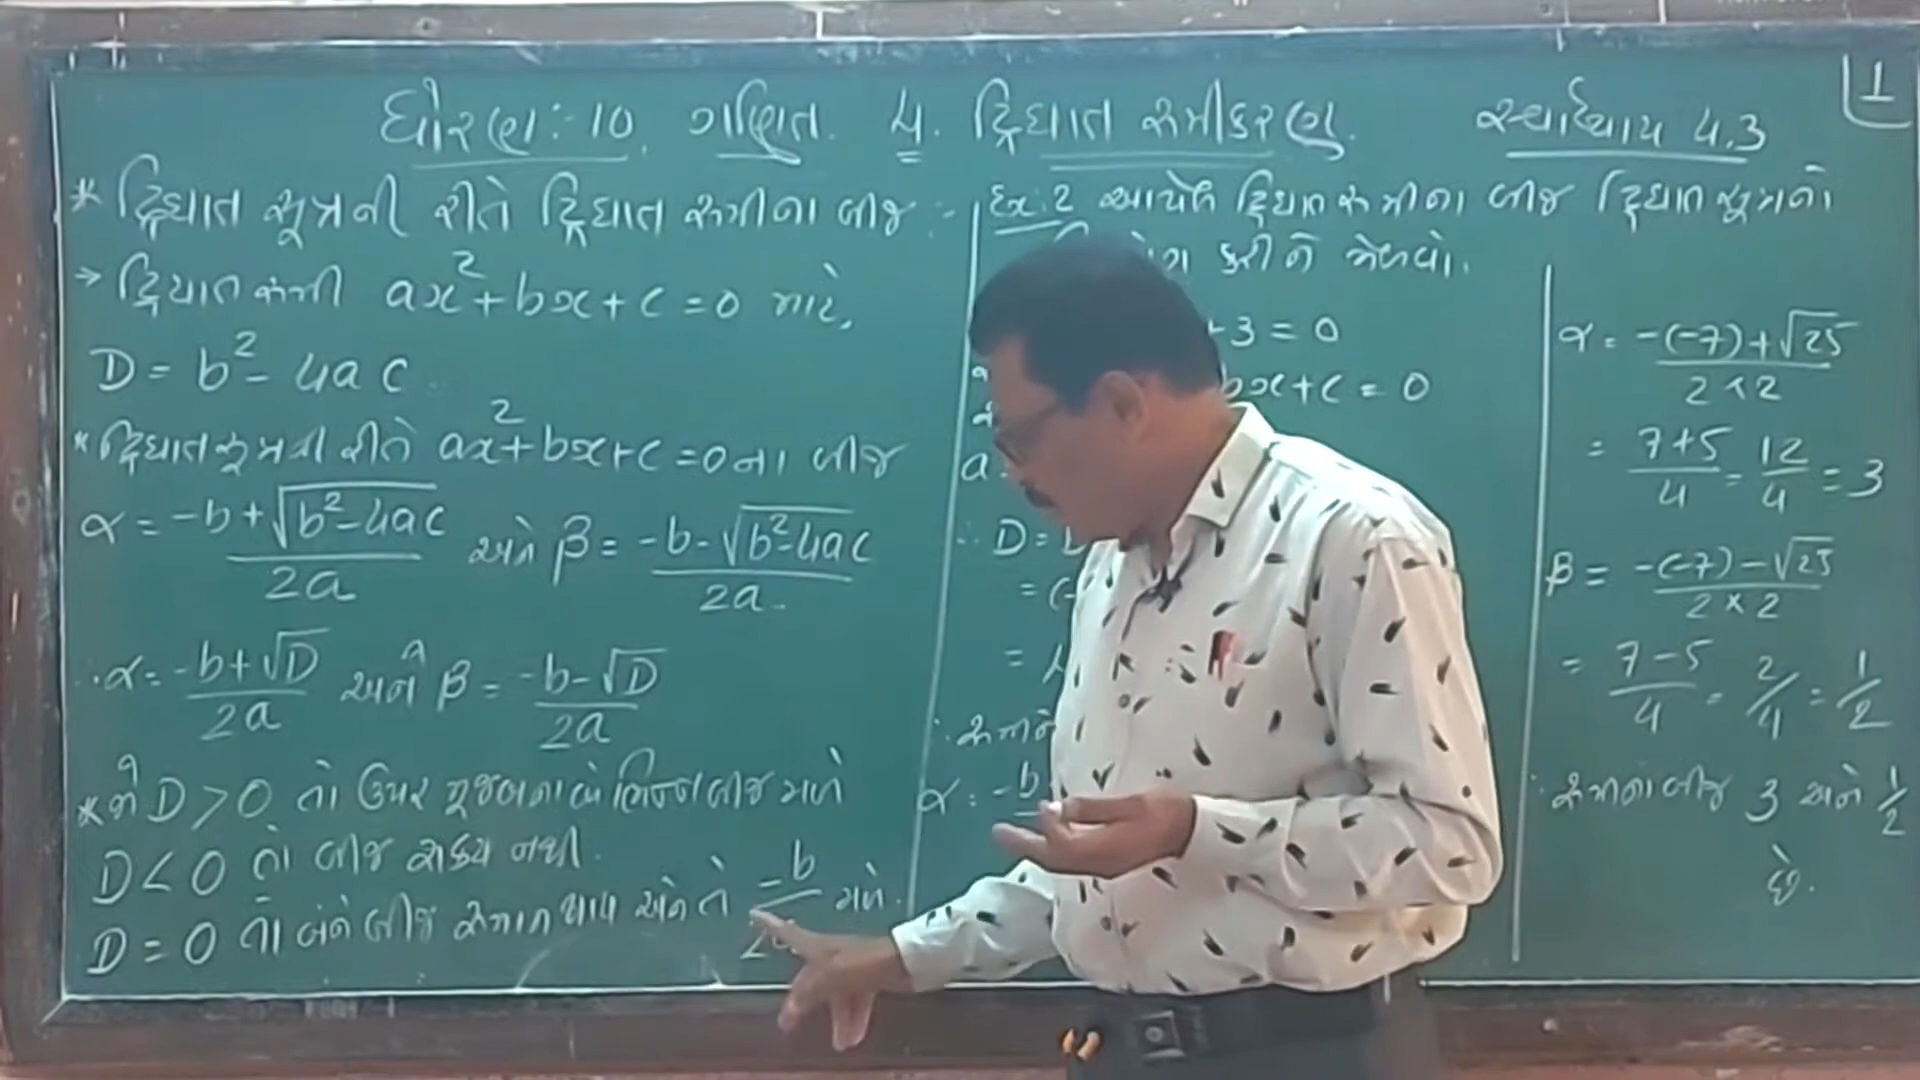 ધોરણ:-10. ગણિત. 4. દ્વિઘાત સમીકરણ. સ્વાધ્યાય 4.3
1
* દ્વિઘાત સૂત્રની રીતે દ્વિઘાત સમીના બીજ :-
→ દ્વિઘાત સમી ax²+bx+c=0 માટે,
D = b²-4ac
* દ્વિઘાત સૂત્રની રીતે ax²+bx+c=0ના બીજ
α = -b+√b²-4ac / 2a અને β = -b-√b²-4ac / 2a.
∴ α = -b+√D / 2a અને β = -b-√D / 2a
* જો D > 0 તો ઉપર મુજબના બે ભિન્ન બીજ મળે
D < 0 તો બીજ શક્ય નથી.
D = 0 તો બંને બીજ સમાન થાય અને તે -b / 2a મળે.
Ex:2 આપેલ દ્વિઘાત સમીના બીજ દ્વિઘાત સૂત્રનો
કરીને મેળવો.
+3=0
bx+c=0
a
∴ D =
= (-
=
α = -b
α = -(-7)+√25 / 2×2
= 7+5 / 4 = 12/4 = 3
β = -(-7)-√25 / 2×2
= 7-5 / 4 = 2/4 = 1/2
∴ સમીના બીજ 3 અને 1/2
છે.